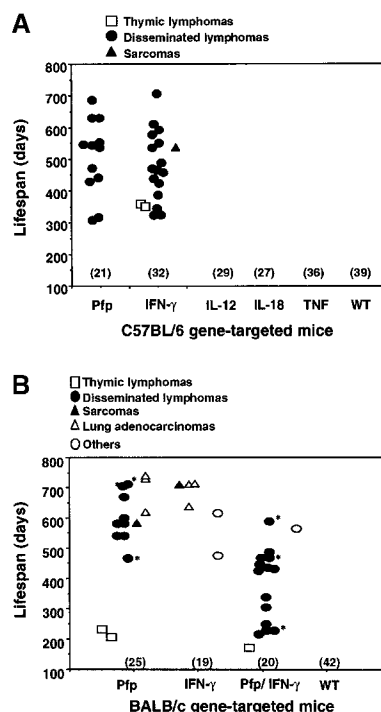 A
Thymic lymphomas
Disseminated lymphomas
Sarcomas
Lifespan (days)
800
700
600
500
400
300
200
100
(21) (32) (29) (27) (36) (39)
Pfp IFN-γ IL-12 IL-18 TNF WT
C57BL/6 gene-targeted mice
B
Thymic lymphomas
Disseminated lymphomas
Sarcomas
Lung adenocarcinomas
Others
Lifespan (days)
800
700
600
500
400
300
200
100
* * * * * *
(25) (19) (20) (42)
Pfp IFN-γ Pfp/ IFN-γ WT
BALB/c gene-targeted mice